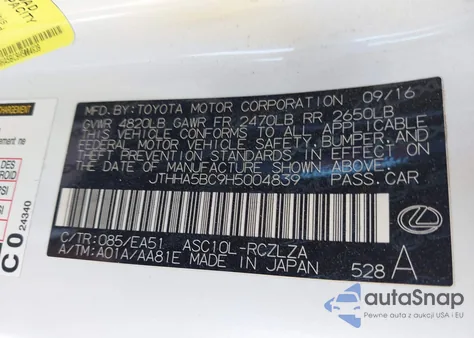 MFD. BY: TOYOTA MOTOR CORPORATION 09/16
GVWR 4820LB GAWR FR 2470LB RR 2650LB
THIS VEHICLE CONFORMS TO ALL APPLICABLE
FEDERAL MOTOR VEHICLE SAFETY, BUMPER, AND
THEFT PREVENTION STANDARDS IN EFFECT ON
THE DATE OF MANUFACTURE SHOWN ABOVE.
JTHHA5BC9H5004839 PASS.CAR
C/TR:085/EA51 ASC10L-RCZLZA
A/TM:A01A/AA81E MADE IN JAPAN
528 A
24340
autoSnap
Pewne auta z USA i EU